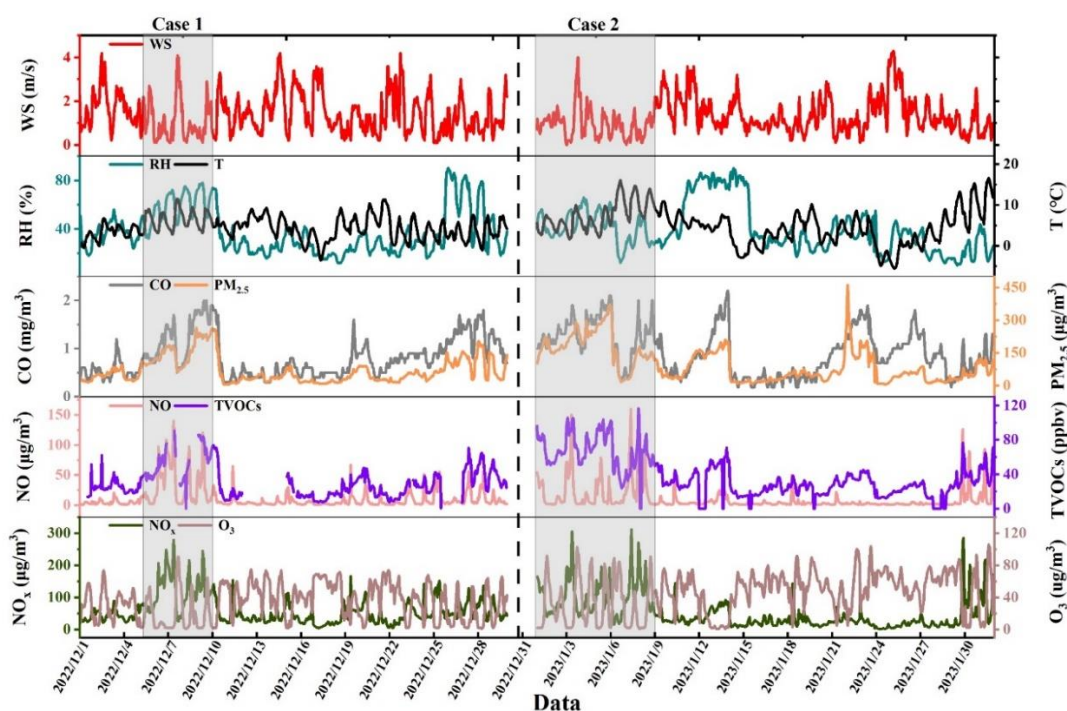 Case 1 Case 2
WS
WS (m/s)
4
2
0
RH T
RH (%)
80
40
T (℃)
20
10
0
CO PM2.5
CO (mg/m³)
2
1
0
PM2.5 (μg/m³)
450
300
150
0
NO TVOCs
NO (μg/m³)
150
100
50
0
TVOCs (ppbv)
120
80
40
0
NOx O3
NOx (μg/m³)
300
200
100
0
O3 (ug/m³)
120
80
40
0
2022/12/1 2022/12/4 2022/12/7 2022/12/10 2022/12/13 2022/12/16 2022/12/19 2022/12/22 2022/12/25 2022/12/28 2022/12/31 2023/1/3 2023/1/6 2023/1/9 2023/1/12 2023/1/15 2023/1/18 2023/1/21 2023/1/24 2023/1/27 2023/1/30
Data